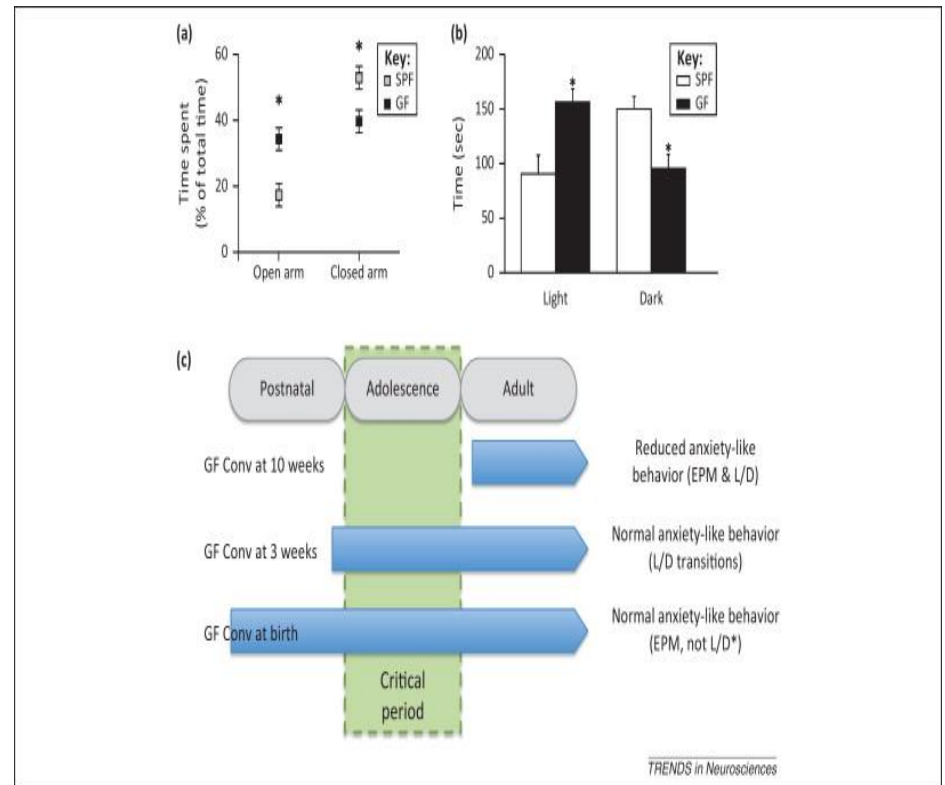 (a)
*
*
Key:
SPF
GF
60
40
20
0
Time spent
(% of total time)
Open arm
Closed arm
(b)
Key:
SPF
GF
*
*
200
150
100
50
0
Time (sec)
Light
Dark
(c)
Postnatal
Adolescence
Adult
GF Conv at 10 weeks
Reduced anxiety-like
behavior (EPM & L/D)
GF Conv at 3 weeks
Normal anxiety-like behavior
(L/D transitions)
GF Conv at birth
Normal anxiety-like behavior
(EPM, not L/D*)
Critical
period
TRENDS in Neurosciences